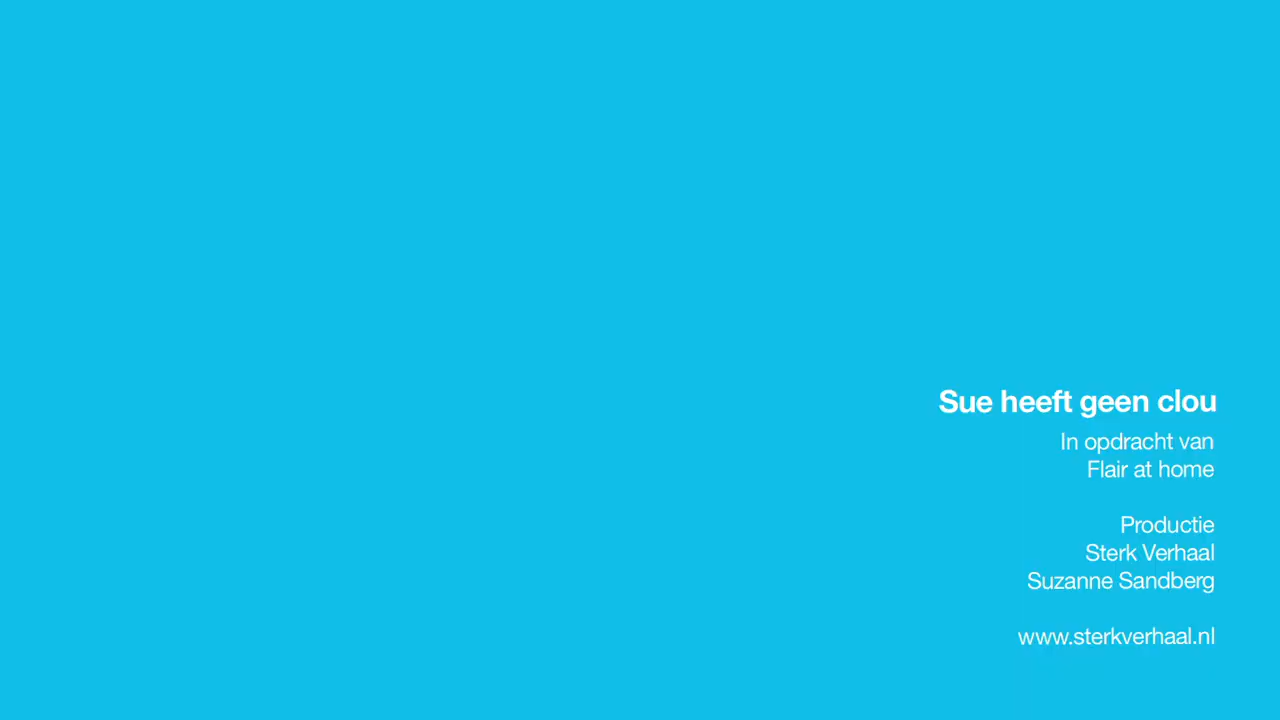 Sue heeft geen clou
In opdracht van
Flair at home
Productie
Sterk Verhaal
Suzanne Sandberg
www.sterkverhaal.nl